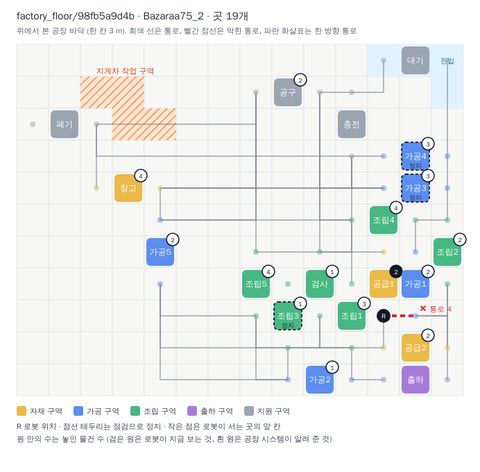 factory_floor/98fb5a9d4b · Bazaraa75_2 · 곳 19개
위에서 본 공장 바닥 (한 칸 3 m). 회색 선은 통로, 빨간 점선은 막힌 통로, 파란 화살표는 한 방향 통로
대기 진입
지게차 작업 구역
공구 2
폐기 충전
가공4 3
정지
가공3 3
정지
창고 4
조립4 4
가공5 2
조립2 2
조립5 4
검사 1
공급1 2
가공1 2
조립3 1
정지
조립1 3
R
✕ 통로 4
공급2 2
가공2 1
출하
자재 구역 가공 구역 조립 구역 출하 구역 지원 구역
R 로봇 위치 · 점선 테두리는 점검으로 정지 · 작은 점은 로봇이 서는 곳의 앞 칸
원 안의 수는 놓인 물건 수 (검은 원은 로봇이 지금 보는 것, 흰 원은 공장 시스템이 알려 준 것)